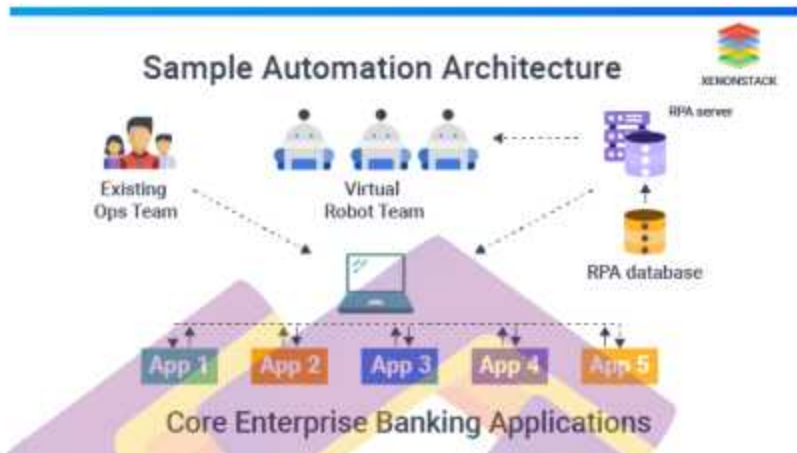 Sample Automation Architecture
XENONSTACK
RPA server
Existing
Ops Team
Virtual
Robot Team
RPA database
App 1
App 2
App 3
App 4
App 5
Core Enterprise Banking Applications